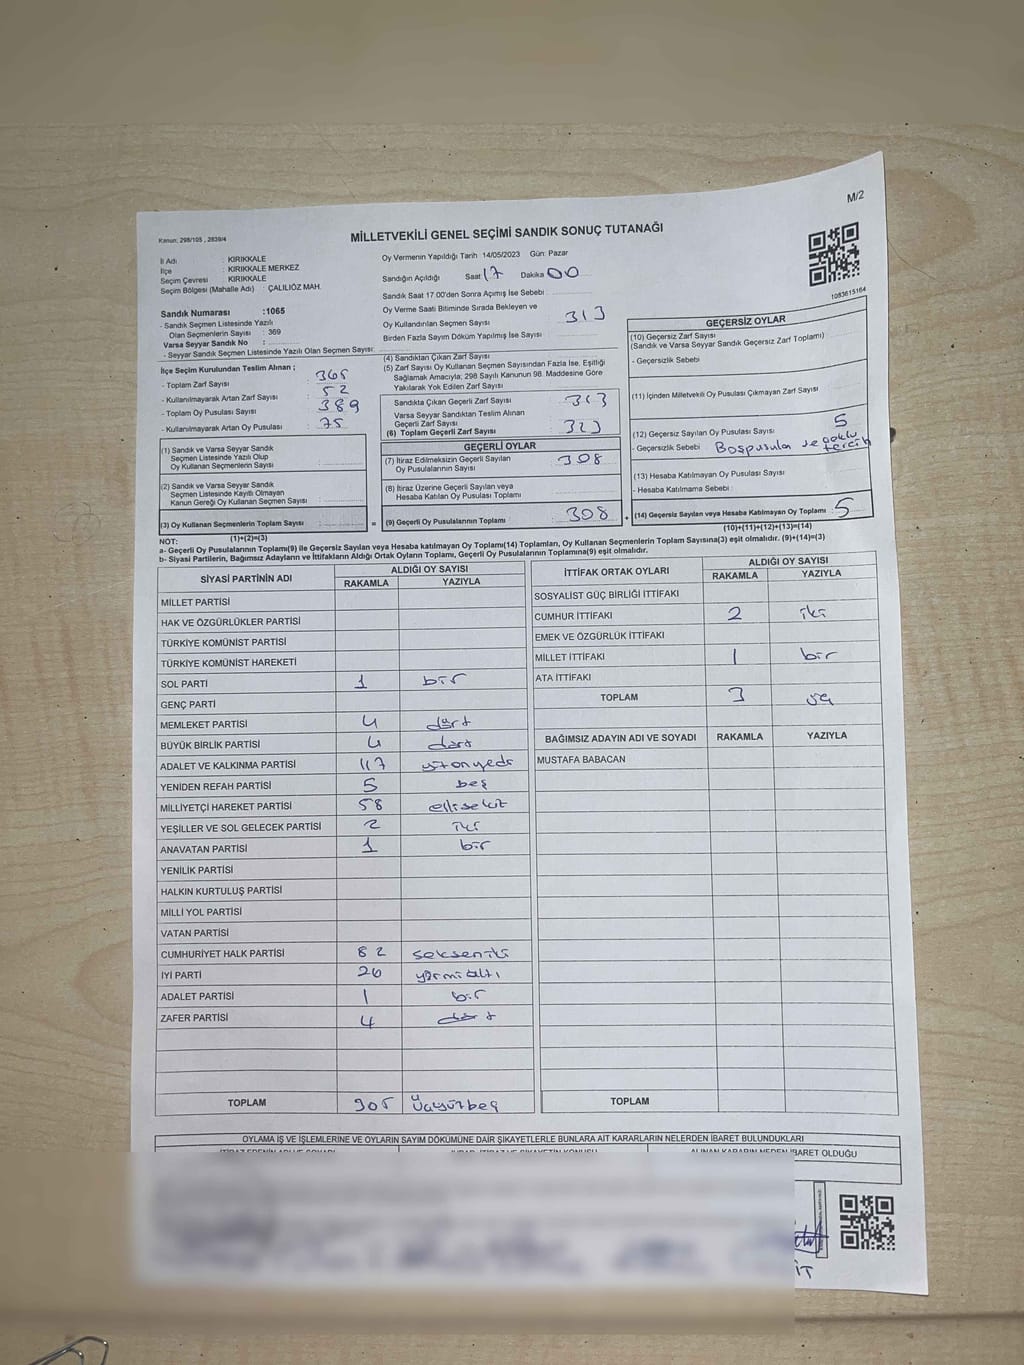 M/2
Kanun; 298/105 , 2839/4
MİLLETVEKİLİ GENEL SEÇİMİ SANDIK SONUÇ TUTANAĞI
İl Adı : KIRIKKALE
İlçe : KIRIKKALE MERKEZ
Seçim Çevresi : KIRIKKALE
Seçim Bölgesi (Mahalle Adı) : ÇALILIÖZ MAH.
Sandık Numarası :1065
- Sandık Seçmen Listesinde Yazılı
Olan Seçmenlerin Sayısı : 369
Varsa Seyyar Sandık No :
- Seyyar Sandık Seçmen Listesinde Yazılı Olan Seçmen Sayısı:
Oy Vermenin Yapıldığı Tarih 14/05/2023 Gün: Pazar
Sandığın Açıldığı Saat 17 Dakika 00
Sandık Saat 17.00'den Sonra Açımış İse Sebebi :
Oy Verme Saati Bitiminde Sırada Bekleyen ve
Oy Kullandırılan Seçmen Sayısı 313
Birden Fazla Sayım Döküm Yapılmış İse Sayısı :
1083615164
İlçe Seçim Kurulundan Teslim Alınan ;
- Toplam Zarf Sayısı 365
- Kullanılmayarak Artan Zarf Sayısı 52
- Toplam Oy Pusulası Sayısı 389
- Kullanılmayarak Artan Oy Pusulası 75
(4) Sandıktan Çıkan Zarf Sayısı
(5) Zarf Sayısı Oy Kullanan Seçmen Sayısından Fazla İse, Eşitliği
Sağlamak Amacıyla; 298 Sayılı Kanunun 98. Maddesine Göre
Yakılarak Yok Edilen Zarf Sayısı
Sandıkta Çıkan Geçerli Zarf Sayısı 313
Varsa Seyyar Sandıktan Teslim Alınan
Geçerli Zarf Sayısı
(6) Toplam Geçerli Zarf Sayısı 313
GEÇERLİ OYLAR
(7) İtiraz Edilmeksizin Geçerli Sayılan
Oy Pusulalarının Sayısı 308
(8) İtiraz Üzerine Geçerli Sayılan veya
Hesaba Katılan Oy Pusulası Toplamı
(9) Geçerli Oy Pusulalarının Toplamı 308
(1) Sandık ve Varsa Seyyar Sandık
Seçmen Listesinde Yazılı Olup
Oy Kullanan Seçmenlerin Sayısı
(2) Sandık ve Varsa Seyyar Sandık
Seçmen Listesinde Kayıtlı Olmayan
Kanun Gereği Oy Kullanan Seçmen Sayısı
(3) Oy Kullanan Seçmenlerin Toplam Sayısı =
(1)+(2)=(3)
GEÇERSİZ OYLAR
(10) Geçersiz Zarf Sayısı
(Sandık ve Varsa Seyyar Sandık Geçersiz Zarf Toplamı)
- Geçersizlik Sebebi
(11) İçinden Milletvekili Oy Pusulası Çıkmayan Zarf Sayısı
(12) Geçersiz Sayılan Oy Pusulası Sayısı 5
- Geçersizlik Sebebi Boş pusula ve çoklu tercih
(13) Hesaba Katılmayan Oy Pusulası Sayısı
- Hesaba Katılmama Sebebi :
+ (14) Geçersiz Sayılan veya Hesaba Katılmayan Oy Toplamı 5
(10)+(11)+(12)+(13)=(14)
NOT:
a- Geçerli Oy Pusulalarının Toplamı(9) ile Geçersiz Sayılan veya Hesaba katılmayan Oy Toplamı(14) Toplamları, Oy Kullanan Seçmenlerin Toplam Sayısına(3) eşit olmalıdır. (9)+(14)=(3)
b- Siyasi Partilerin, Bağımsız Adayların ve İttifakların Aldığı Ortak Oyların Toplamı, Geçerli Oy Pusulalarının Toplamına(9) eşit olmalıdır.
SİYASİ PARTİNİN ADI ALDIĞI OY SAYISI
RAKAMLA YAZIYLA
MİLLET PARTİSİ
HAK VE ÖZGÜRLÜKLER PARTİSİ
TÜRKİYE KOMÜNİST PARTİSİ
TÜRKİYE KOMÜNİST HAREKETİ
SOL PARTİ 1 bir
GENÇ PARTİ
MEMLEKET PARTİSİ 4 dört
BÜYÜK BİRLİK PARTİSİ 4 dört
ADALET VE KALKINMA PARTİSİ 117 yüzonyedi
YENİDEN REFAH PARTİSİ 5 beş
MİLLİYETÇİ HAREKET PARTİSİ 58 ellisekiz
YEŞİLLER VE SOL GELECEK PARTİSİ 2 iki
ANAVATAN PARTİSİ 1 bir
YENİLİK PARTİSİ
HALKIN KURTULUŞ PARTİSİ
MİLLİ YOL PARTİSİ
VATAN PARTİSİ
CUMHURİYET HALK PARTİSİ 82 sekseniki
İYİ PARTİ 26 yirmialtı
ADALET PARTİSİ 1 bir
ZAFER PARTİSİ 4 dört
TOPLAM 305 üçyüzbeş
İTTİFAK ORTAK OYLARI ALDIĞI OY SAYISI
RAKAMLA YAZIYLA
SOSYALİST GÜÇ BİRLİĞİ İTTİFAKI
CUMHUR İTTİFAKI 2 iki
EMEK VE ÖZGÜRLÜK İTTİFAKI
MİLLET İTTİFAKI 1 bir
ATA İTTİFAKI
TOPLAM 3 üç
BAĞIMSIZ ADAYIN ADI VE SOYADI RAKAMLA YAZIYLA
MUSTAFA BABACAN
TOPLAM
OYLAMA İŞ VE İŞLEMLERİNE VE OYLARIN SAYIM DÖKÜMÜNE DAİR ŞİKAYETLERLE BUNLARA AİT KARARLARIN NELERDEN İBARET BULUNDUKLARI
ALINAN KARARIN NEDEN İBARET OLDUĞU